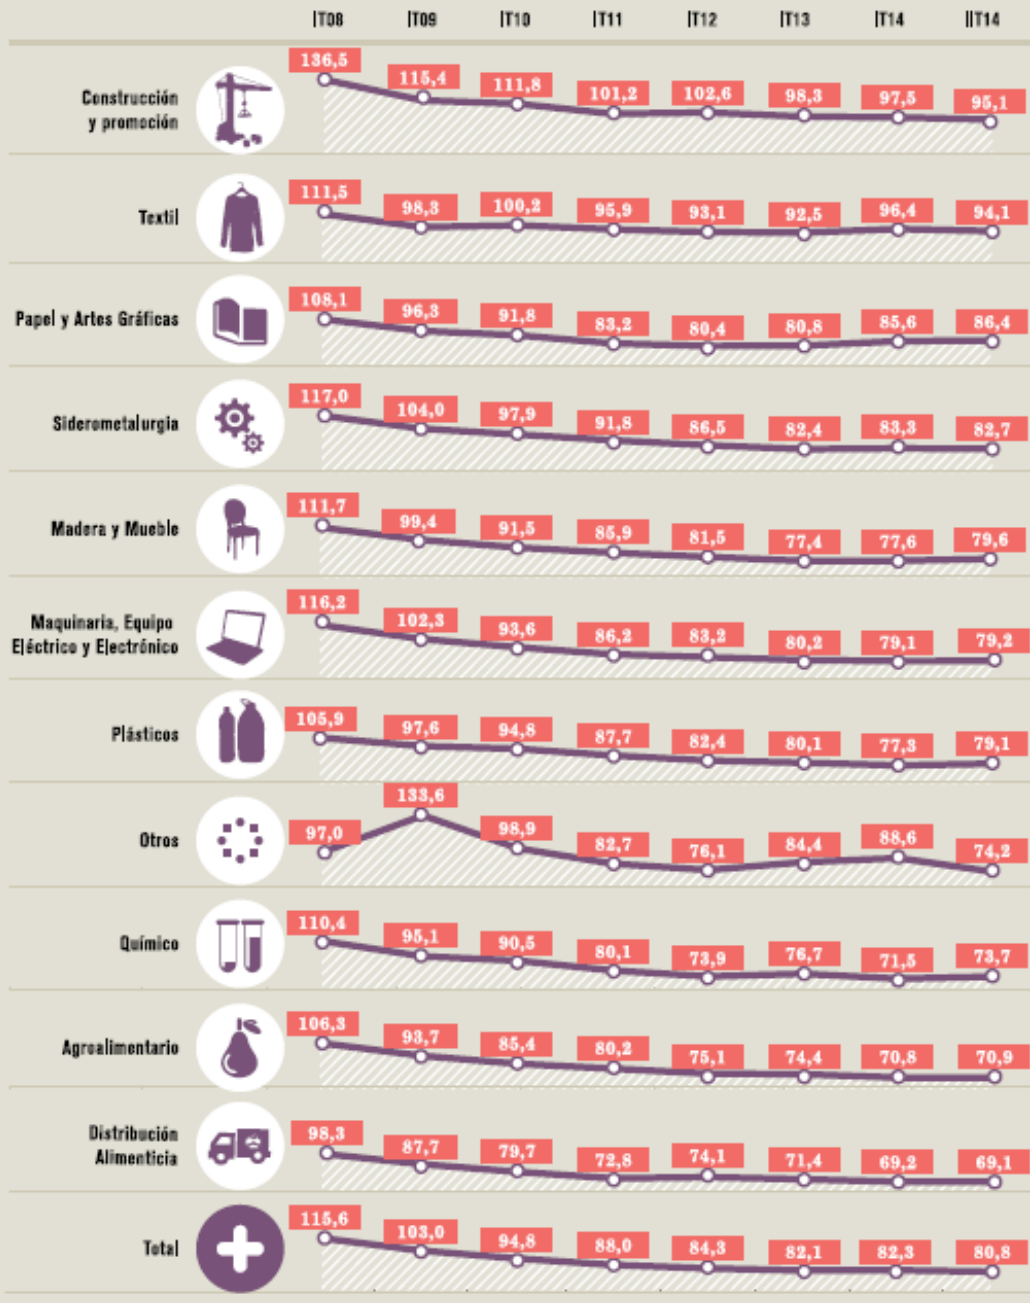 IT08 IT09 IT10 IT11 IT12 IT13 IT14 IIT14
Construcción
y promoción
136,5 115,4 111,8 101,2 102,6 98,3 97,5 95,1
Textil
111,5 98,3 100,2 95,9 93,1 92,5 96,4 94,1
Papel y Artes Gráficas
108,1 96,3 91,8 83,2 80,4 80,8 85,6 86,4
Siderometalurgia
117,0 104,0 97,9 91,8 86,5 82,4 83,3 82,7
Madera y Mueble
111,7 99,4 91,5 85,9 81,5 77,4 77,6 79,6
Maquinaria, Equipo
Eléctrico y Electrónico
116,2 102,3 93,6 86,2 83,2 80,2 79,1 79,2
Plásticos
105,9 97,6 94,8 87,7 82,4 80,1 77,3 79,1
Otros
97,0 133,6 98,9 82,7 76,1 84,4 88,6 74,2
Químico
110,4 95,1 90,5 80,1 73,9 76,7 71,5 73,7
Agroalimentario
106,3 93,7 85,4 80,2 75,1 74,4 70,8 70,9
Distribución
Alimenticia
98,3 87,7 79,7 72,8 74,1 71,4 69,2 69,1
Total
115,6 103,0 94,8 88,0 84,3 82,1 82,3 80,8